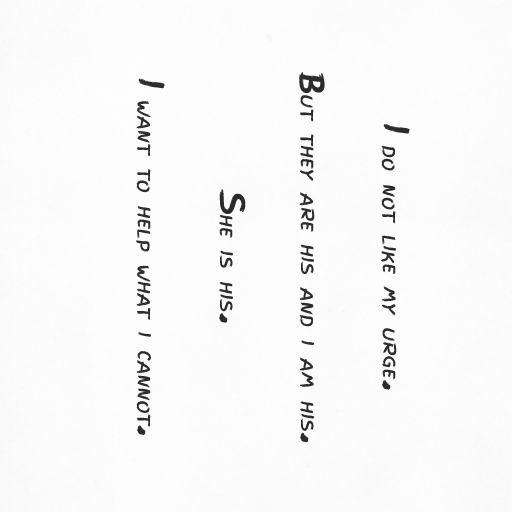 I do not like my urge.
But they are his and I am his.
She is his.
I want to help what I cannot.